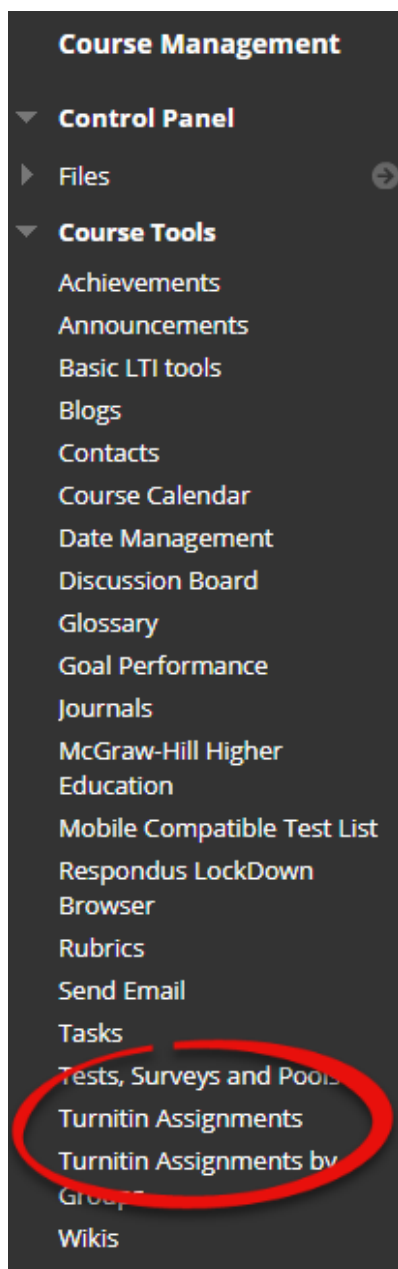 Course Management
Control Panel
Files
Course Tools
Achievements
Announcements
Basic LTI tools
Blogs
Contacts
Course Calendar
Date Management
Discussion Board
Glossary
Goal Performance
Journals
McGraw-Hill Higher
Education
Mobile Compatible Test List
Respondus LockDown
Browser
Rubrics
Send Email
Tasks
Tests, Surveys and Pools
Turnitin Assignments
Turnitin Assignments by
Groups
Wikis